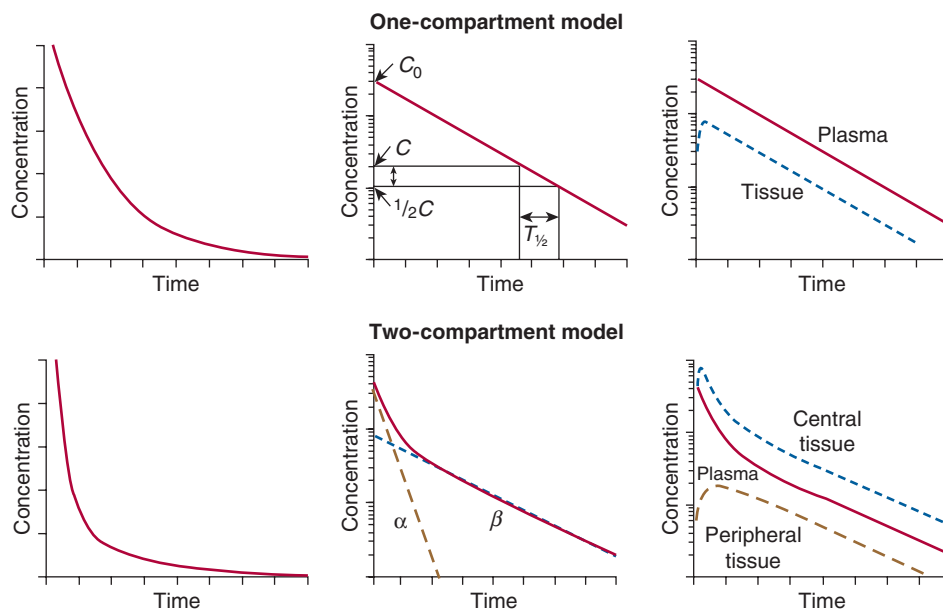 One-compartment model
Concentration
Time
Concentration
C0
C
1/2C
T½
Time
Concentration
Plasma
Tissue
Time
Two-compartment model
Concentration
Time
Concentration
α
β
Time
Concentration
Central
tissue
Plasma
Peripheral
tissue
Time